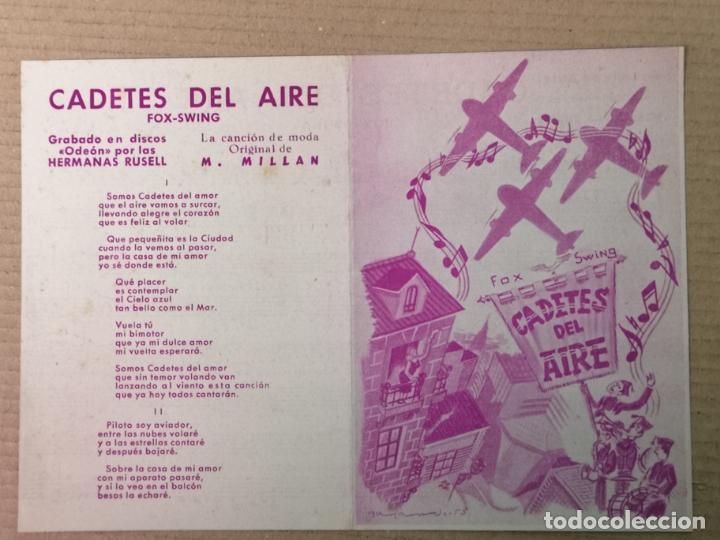 CADETES DEL AIRE
FOX-SWING
Grabado en discos
«Odeón» por las
HERMANAS RUSELL
La canción de moda
Original de
M. MILLAN
I
Somos Cadetes del amor
que el aire vamos a surcar,
llevando alegre el corazón
que es feliz al volar
Que pequeñita es la Ciudad
cuando la vemos al pasar,
pero la casa de mi amor
yo sé donde está.
Qué placer
es contemplar
el Cielo azul
tan bello como el Mar.
Vuela tú
mi bimotor
que ya mi dulce amor
mi vuelta esperará.
Somos Cadetes del amor
que sin temor volando van
lanzando al viento esta canción
que ya hoy todos cantarán.
II
Piloto soy aviador,
entre las nubes volaré
y a las estrellas contaré
y después bajaré.
Sobre la casa de mi amor
con mi aparato pasaré,
y si la veo en el balcón
besos la echaré.
Fox Swing
CADETES
DEL
AIRE
todocoleccion.net